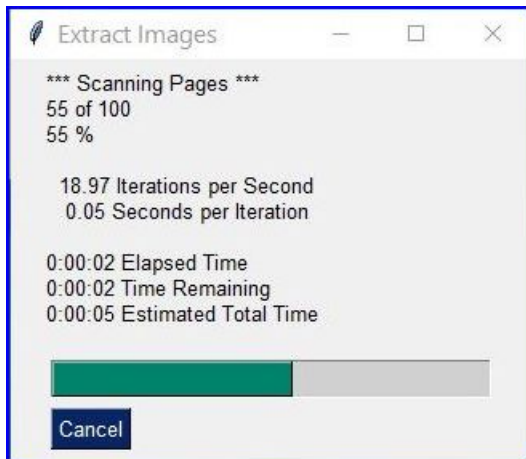 Extract Images
*** Scanning Pages ***
55 of 100
55 %
18.97 Iterations per Second
0.05 Seconds per Iteration
0:00:02 Elapsed Time
0:00:02 Time Remaining
0:00:05 Estimated Total Time
Cancel